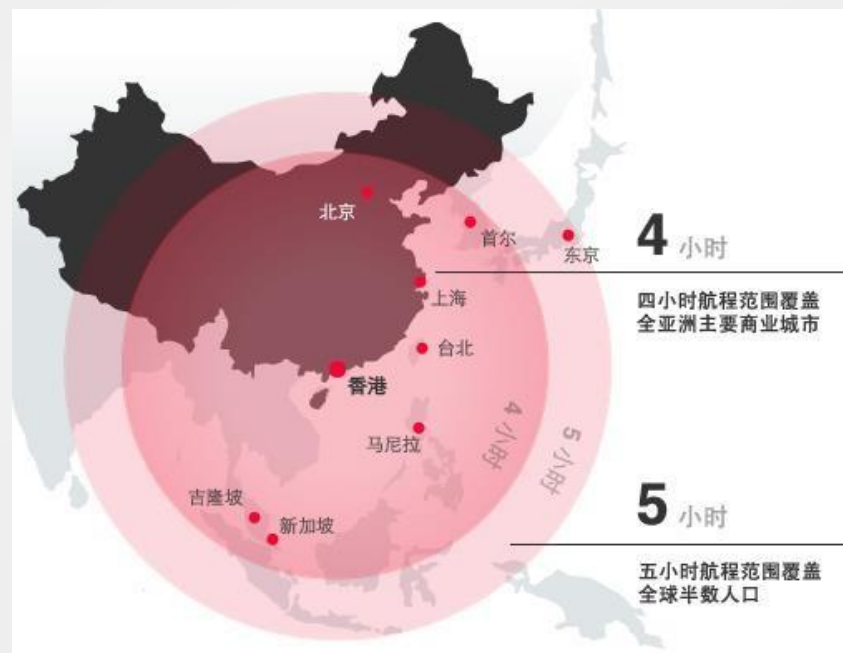 北京
首尔
东京
上海
台北
香港
马尼拉
吉隆坡
新加坡
4小时
5小时
4 小时
四小时航程范围覆盖
全亚洲主要商业城市
5 小时
五小时航程范围覆盖
全球半数人口